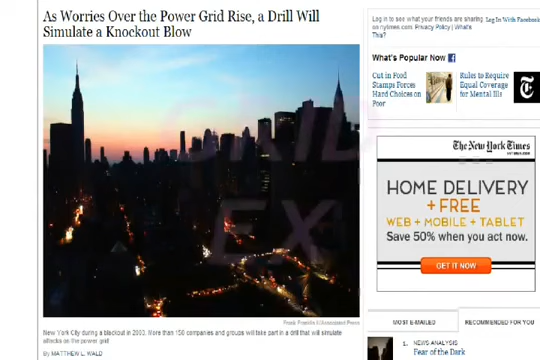 As Worries Over the Power Grid Rise, a Drill Will
Simulate a Knockout Blow
GRID
EX
New York City during a blackout in 2003. More than 150 companies and groups will take part in a drill that will simulate
attacks on the power grid
By MATTHEW L. WALD
Log in to see what your friends are sharing
on nytimes.com. Privacy Policy | What's
This?
Log In With Facebook
What's Popular Now
Cut in Food
Stamps Forces
Hard Choices on
Poor
Rules to Require
Equal Coverage
for Mental Ills
The New York Times
HOME DELIVERY
+ FREE
WEB + MOBILE + TABLET
Save 50% when you act now.
GET IT NOW
MOST E-MAILED
RECOMMENDED FOR YOU
1. NEWS ANALYSIS
Fear of the Dark